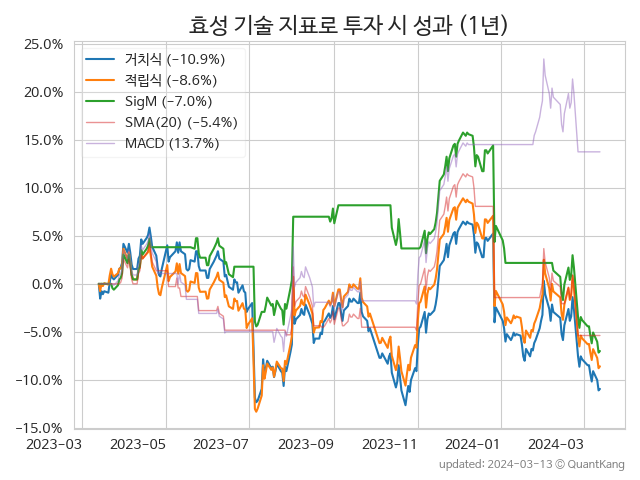 효성 기술 지표로 투자 시 성과 (1년)
25.0%
20.0%
15.0%
10.0%
5.0%
0.0%
−5.0%
−10.0%
−15.0%
거치식 (−10.9%)
적립식 (−8.6%)
SigM (−7.0%)
SMA(20) (−5.4%)
MACD (13.7%)
2023-03 2023-05 2023-07 2023-09 2023-11 2024-01 2024-03
updated: 2024-03-13 ⓒ QuantKang